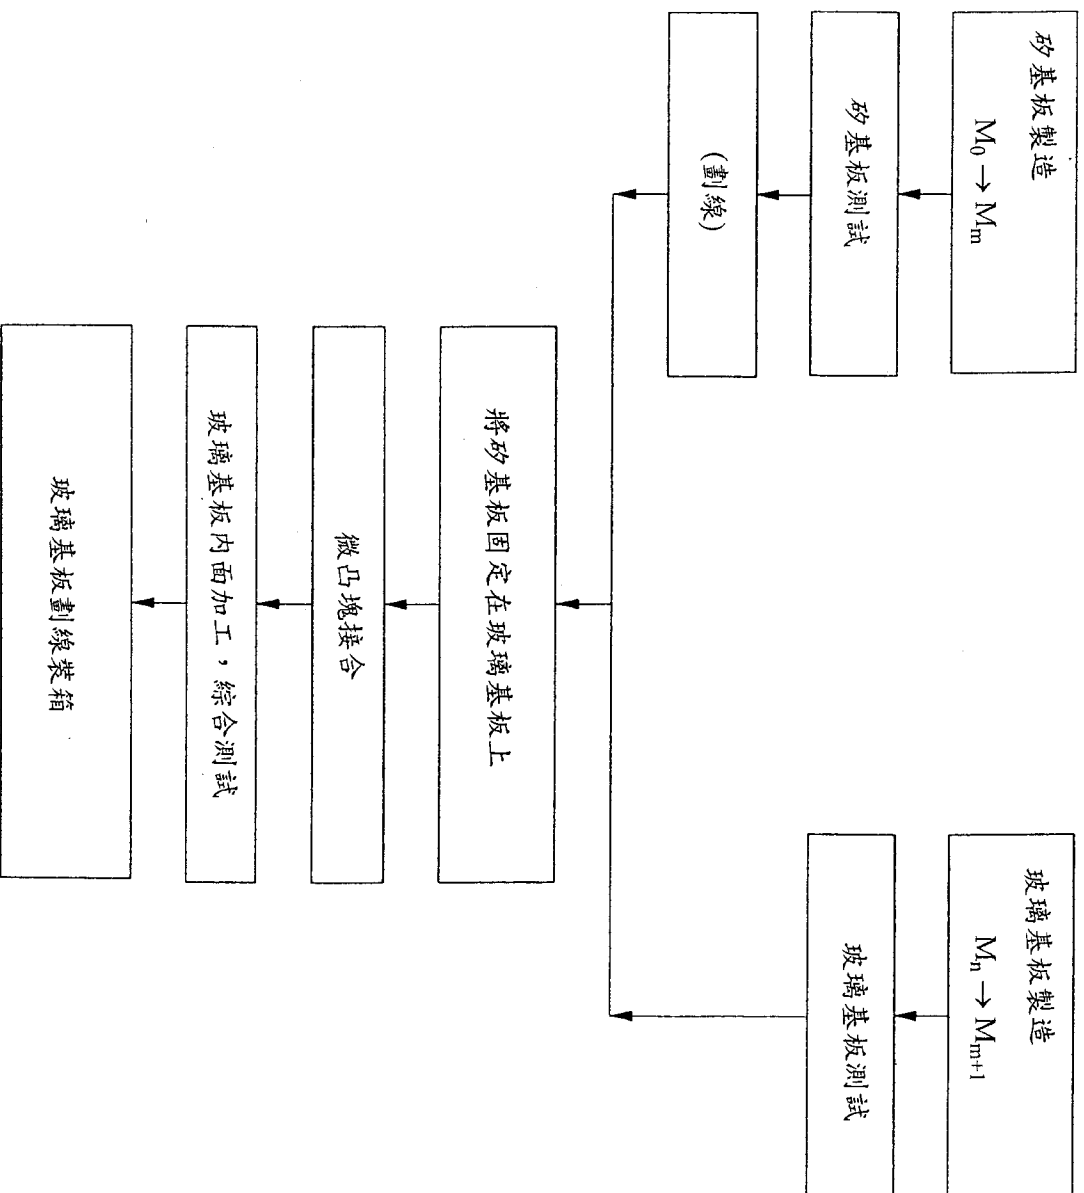 矽基板製造
M₀ → Mₘ
矽基板測試
(劃線)
玻璃基板製造
Mₙ → Mₘ₊₁
玻璃基板測試
將矽基板固定在玻璃基板上
微凸塊接合
玻璃基板內面加工，綜合測試
玻璃基板劃線裝箱